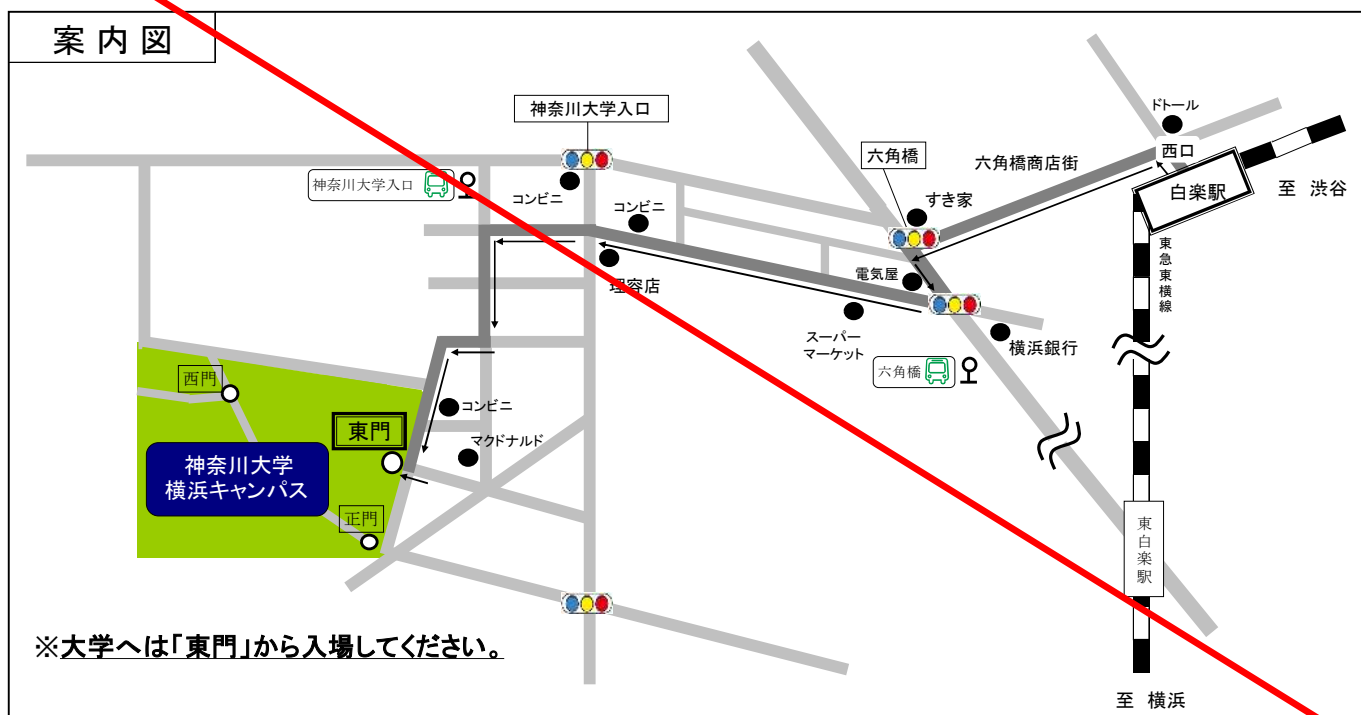 案内図
神奈川大学入口
ドトール
六角橋
六角橋商店街
西口
白楽駅
至 渋谷
神奈川大学入口
コンビニ
コンビニ
すき家
東急東横線
理容店
電気屋
スーパー
マーケット
横浜銀行
六角橋
西門
コンビニ
東門
マクドナルド
神奈川大学
横浜キャンパス
正門
東白楽駅
※大学へは「東門」から入場してください。
至 横浜